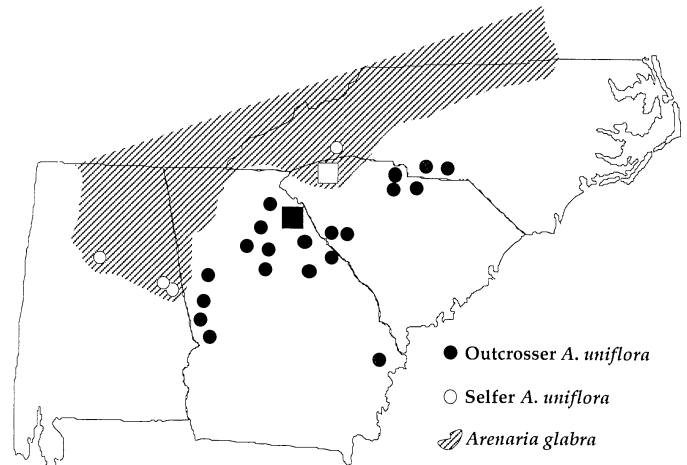 Outcrosser A. uniflora
Selfer A. uniflora
Arenaria glabra